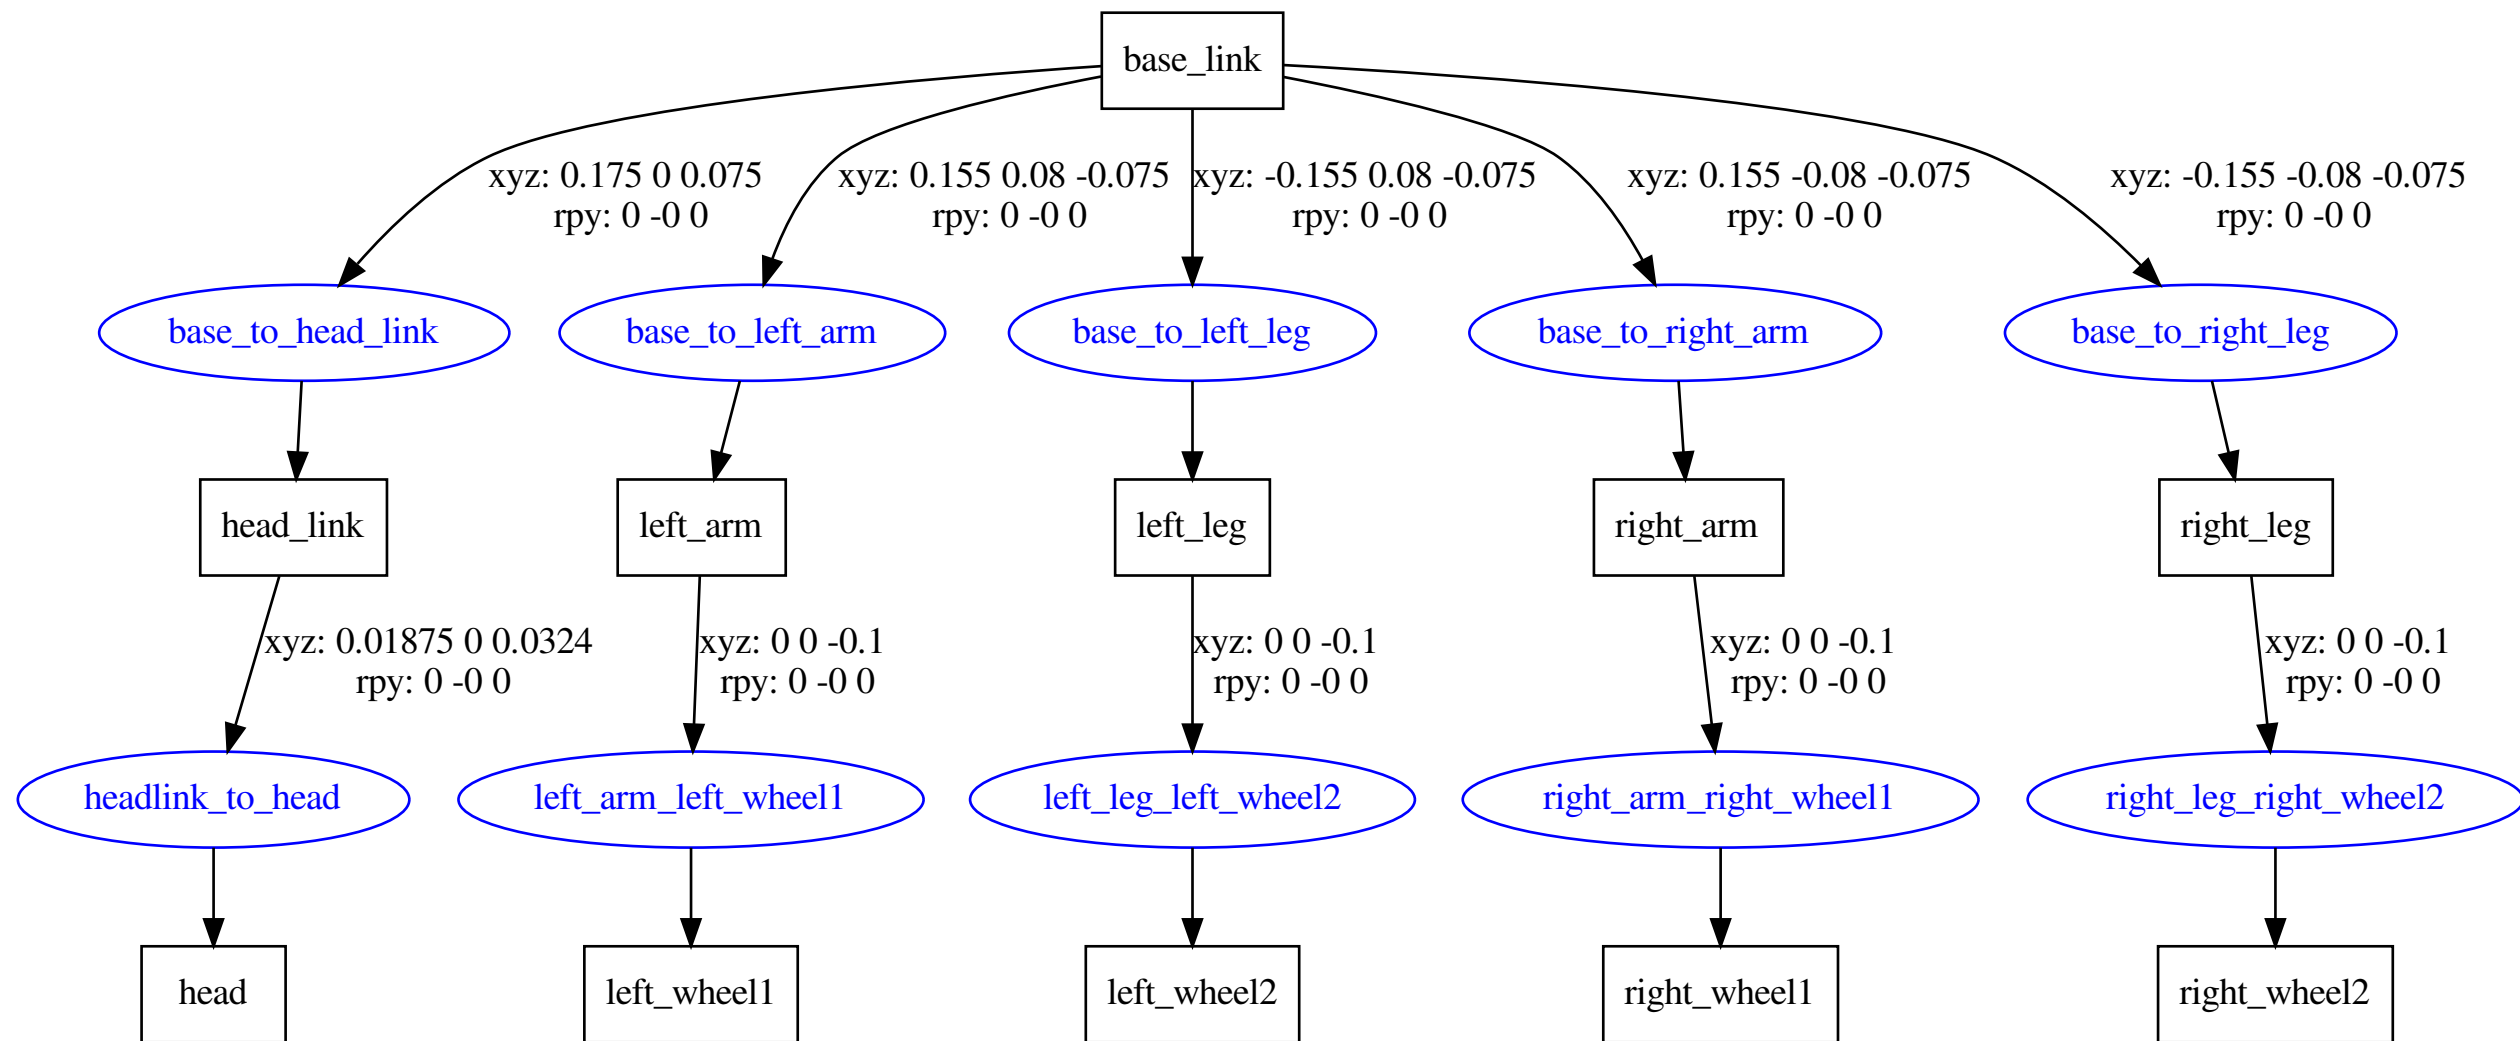 base_link
xyz: 0.175 0 0.075
rpy: 0 -0 0
xyz: 0.155 0.08 -0.075
rpy: 0 -0 0
xyz: -0.155 0.08 -0.075
rpy: 0 -0 0
xyz: 0.155 -0.08 -0.075
rpy: 0 -0 0
xyz: -0.155 -0.08 -0.075
rpy: 0 -0 0
base_to_head_link
base_to_left_arm
base_to_left_leg
base_to_right_arm
base_to_right_leg
head_link
left_arm
left_leg
right_arm
right_leg
xyz: 0.01875 0 0.0324
rpy: 0 -0 0
xyz: 0 0 -0.1
rpy: 0 -0 0
xyz: 0 0 -0.1
rpy: 0 -0 0
xyz: 0 0 -0.1
rpy: 0 -0 0
xyz: 0 0 -0.1
rpy: 0 -0 0
headlink_to_head
left_arm_left_wheel1
left_leg_left_wheel2
right_arm_right_wheel1
right_leg_right_wheel2
head
left_wheel1
left_wheel2
right_wheel1
right_wheel2